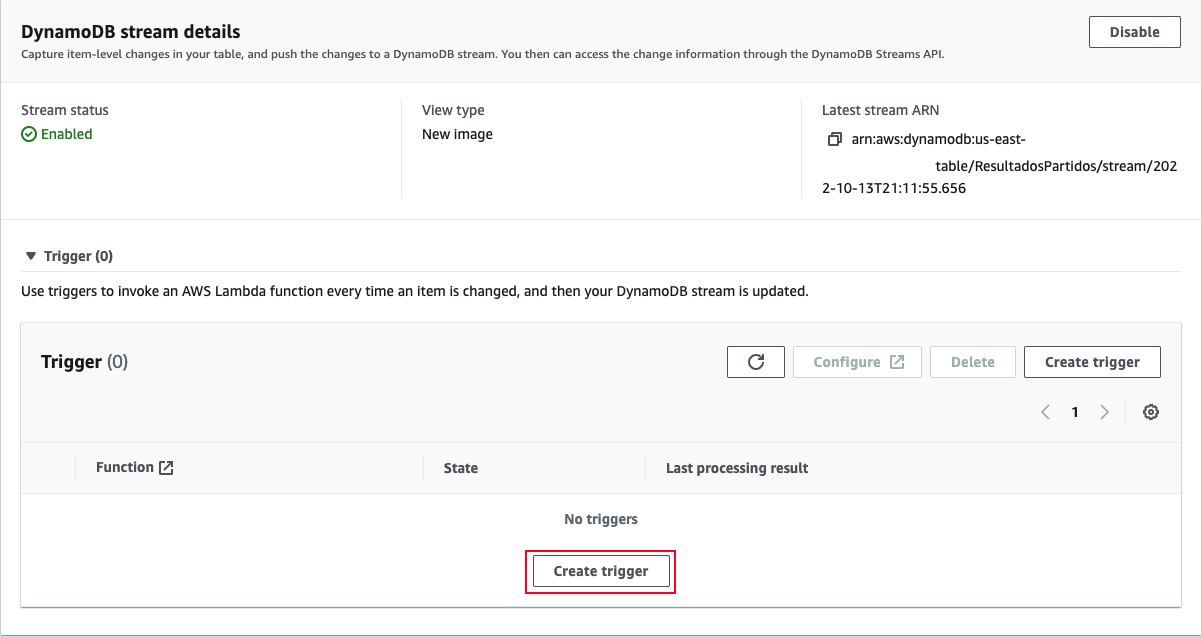 DynamoDB stream details
Disable
Capture item-level changes in your table, and push the changes to a DynamoDB stream. You then can access the change information through the DynamoDB Streams API.
Stream status
Enabled
View type
New image
Latest stream ARN
arn:aws:dynamodb:us-east-
table/ResultadosPartidos/stream/202
2-10-13T21:11:55.656
Trigger (0)
Use triggers to invoke an AWS Lambda function every time an item is changed, and then your DynamoDB stream is updated.
Trigger (0)
Configure
Delete
Create trigger
1
Function
State
Last processing result
No triggers
Create trigger